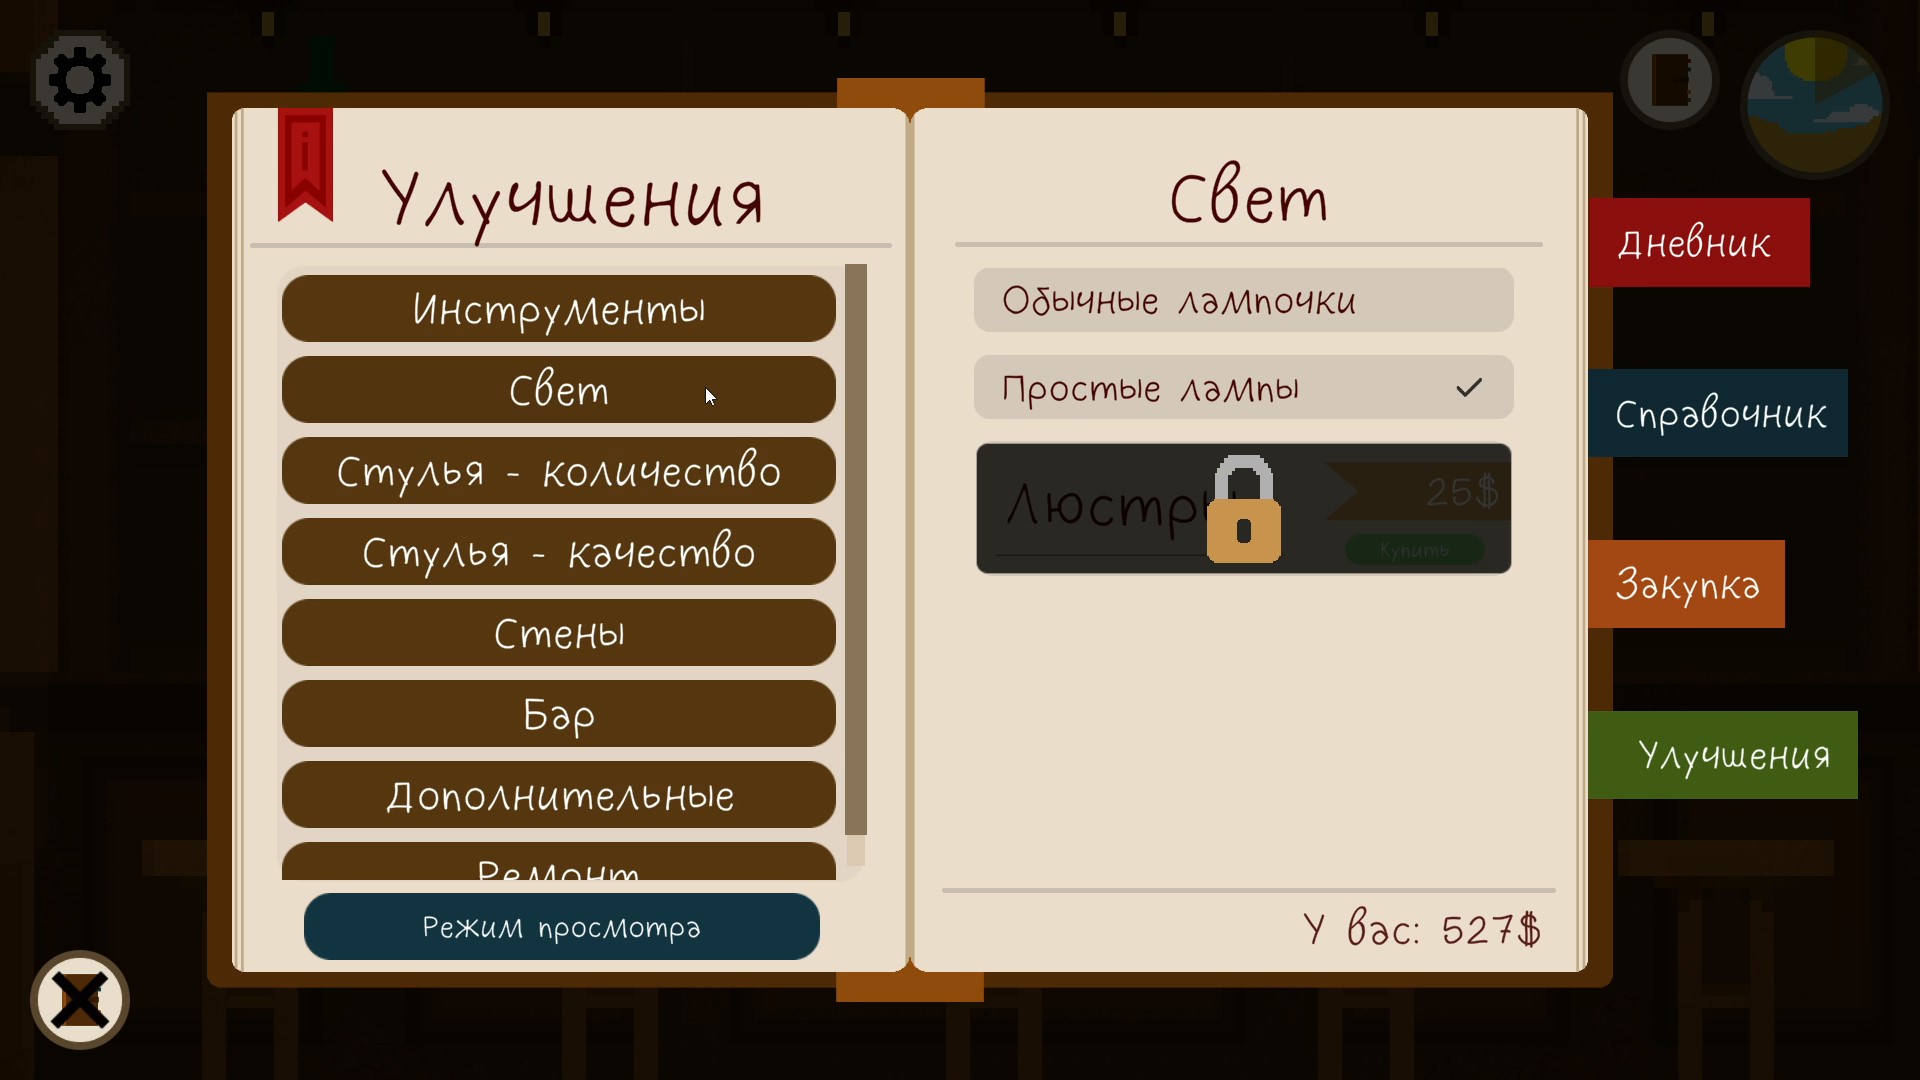 Улучшения
Инструменты
Свет
Стулья - количество
Стулья - качество
Стены
Бар
Дополнительные
Ремонт
Режим просмотра
Свет
Обычные лампочки
Простые лампы
25$
Купить
У вас: 527$
Дневник
Справочник
Закупка
Улучшения